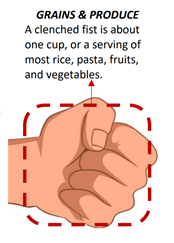 GRAINS & PRODUCE
A clenched fist is about
one cup, or a serving of
most rice, pasta, fruits,
and vegetables.